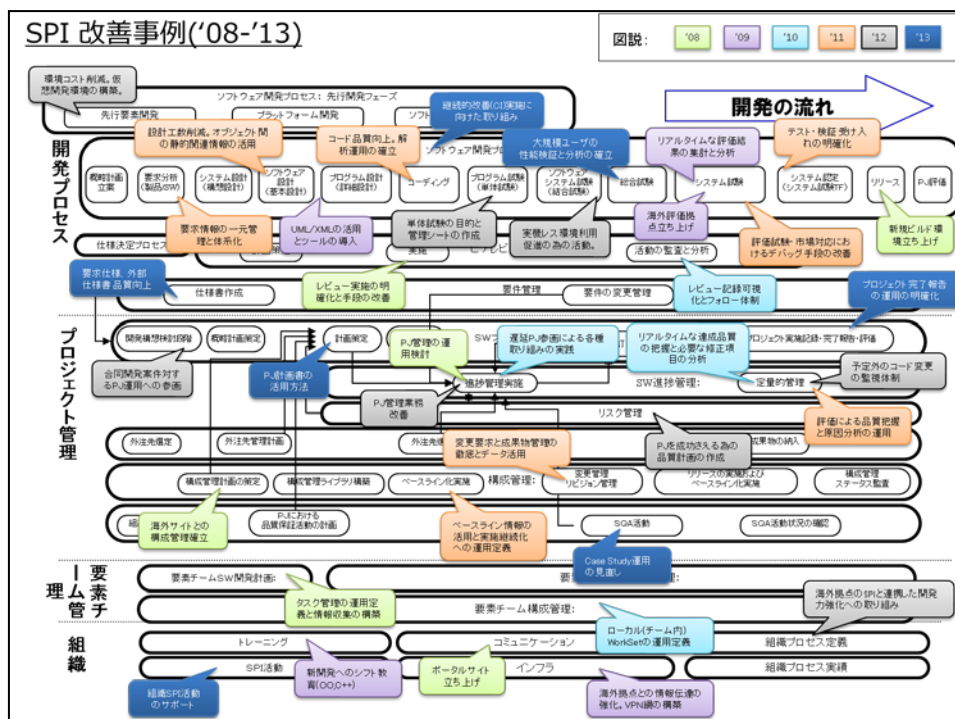 SPI 改善事例('08-'13)
図説:
'08
'09
'10
'11
'12
'13
環境コスト削減。仮
想開発環境の構築。
ソフトウェア開発プロセス: 先行開発フェーズ
先行要素開発
プラットフォーム開発
継続的改善(CI)実施に
向けた取り組み
開発の流れ
設計工数削減。オブジェクト間
の静的関連情報の活用
コード品質向上。解
析運用の確立
大規模ユーザの
性能検証と分析の確立
リアルタイムな評価結
果の集計と分析
テスト・検証 受け入
れの明確化
開発プロセス
戦略計画
立案
要求分析
(製品/SW)
システム設計
(構想設計)
ソフトウェア
設計
(基本設計)
プログラム設計
(詳細設計)
コーディング
プログラム試験
(単体試験)
ソフトウェア
システム試験
(結合試験)
総合試験
システム試験
システム認定
(システム試験TF)
リリース
PJ評価
要求情報の一元管
理と体系化
UML/XMLの活用
とツールの導入
単体試験の目的と
管理シートの作成
実機レス環境利用
促進の為の活動。
海外評価拠
点立ち上げ
評価試験・市場対応にお
けるデバッグ手段の改善
新規ビルド環
境立ち上げ
仕様決定プロセス
実施
活動の監査と分析
要求仕様、外部
仕様書品質向上
仕様書作成
レビュー実施の明
確化と手段の改善
要件管理
要件の変更管理
レビュー記録可視
化とフォロー体制
プロジェクト完了報告
の運用の明確化
プロジェクト管理
開発構想検討段階
戦略計画策定
計画策定
PJ管理の運
用検討
遅延PJ参画による各種
取り組みの実践
リアルタイムな達成品質
の把握と必要な修正項
目の分析
プロジェクト実施記録・完了報告・評価
合同開発案件対す
るPJ運用への参画
PJ計画書の
活用方法
進捗管理実施
SW進捗管理:
定量的管理
予定外のコード変更
の監視体制
PJ管理業務
改善
リスク管理
外注先選定
外注先管理計画
変更要求と成果物管理の
徹底とデータ活用
PJを成功さえる為の
品質計画の作成
成果物の納入
評価による品質把握
と原因分析の運用
構成管理計画の策定
構成管理ライブラリ構築
ベースライン化実施
構成管理:
変更管理
リビジョン管理
リリースの実施および
ベースライン化実施
構成管理
ステータス監査
海外サイトとの
構成管理確立
PJにおける
品質保証活動の計画
ベースライン情報の
活用と実施継続化
への運用定義
SQA活動
SQA活動状況の確認
Case Study運用
の見直し
要素チーム管理
要素チームSW開発計画:
タスク管理の運用定
義と情報収集の構築
要素チーム構成管理:
海外拠点のSPIと連携した開発
力強化への取り組み
組織
トレーニング
コミュニケーション
ローカル(チーム内)
WorkSetの運用定義
組織プロセス定義
SPI活動
新開発へのシフト教
育(OO,C++)
ポータルサイト
立ち上げ
インフラ
組織プロセス実績
組織SPI活動
のサポート
海外拠点との情報伝達の
強化。VPN網の構築